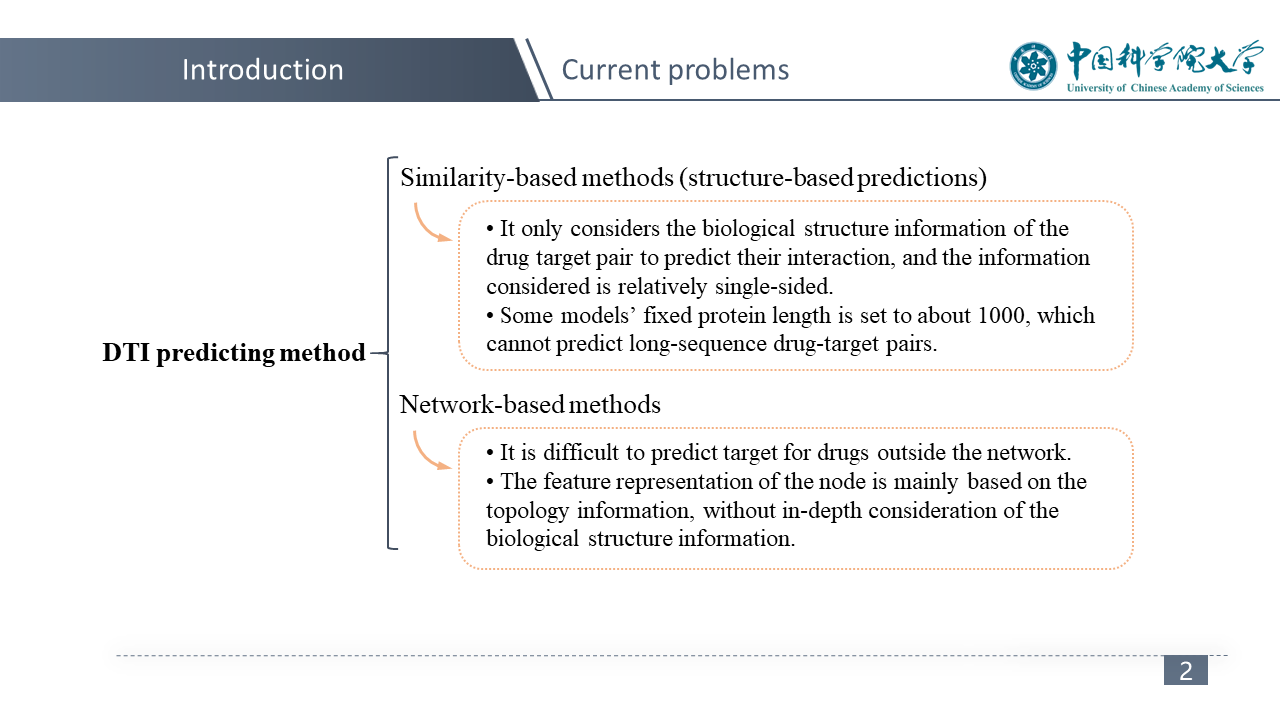 Introduction
Current problems
中国科学院大学
University of Chinese Academy of Sciences
Similarity-based methods (structure-based predictions)
• It only considers the biological structure information of the
drug target pair to predict their interaction, and the information
considered is relatively single-sided.
• Some models’ fixed protein length is set to about 1000, which
cannot predict long-sequence drug-target pairs.
DTI predicting method
Network-based methods
• It is difficult to predict target for drugs outside the network.
• The feature representation of the node is mainly based on the
topology information, without in-depth consideration of the
biological structure information.
2